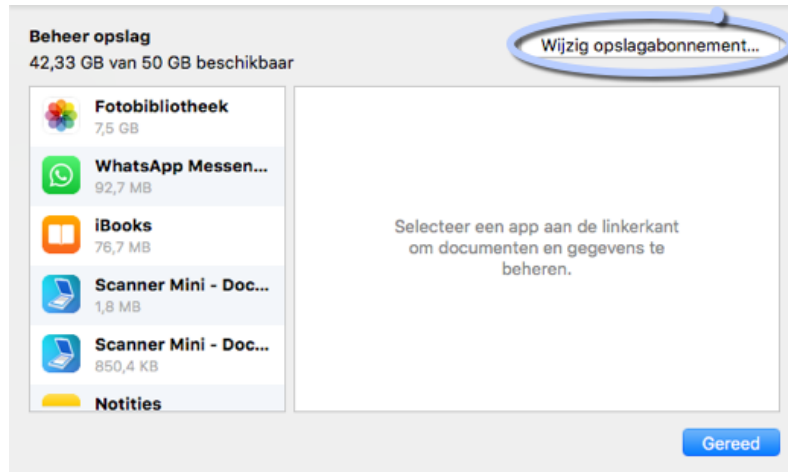 Beheer opslag
42,33 GB van 50 GB beschikbaar
Wijzig opslagabonnement...
Fotobibliotheek
7,5 GB
WhatsApp Messen...
92,7 MB
iBooks
76,7 MB
Scanner Mini - Doc...
1,8 MB
Scanner Mini - Doc...
850,4 KB
Notities
Selecteer een app aan de linkerkant
om documenten en gegevens te
beheren.
Gereed